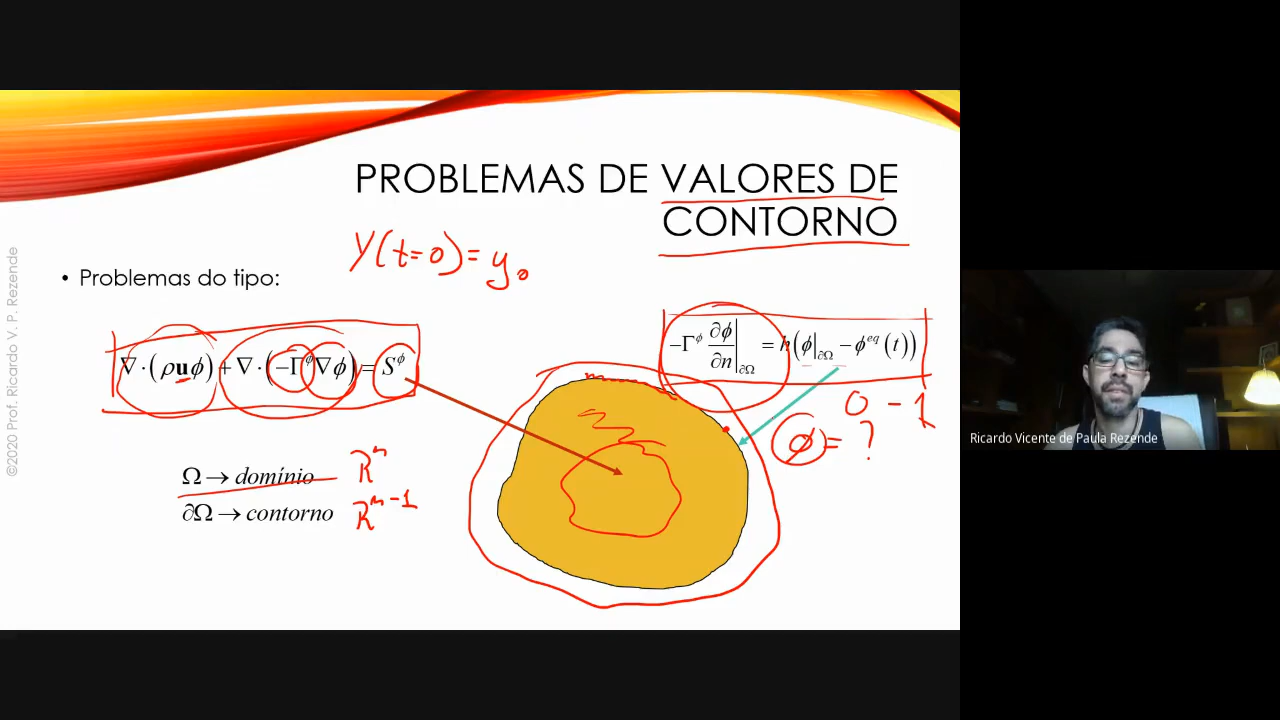 PROBLEMAS DE VALORES DE
CONTORNO
Y(t=0) = y₀
• Problemas do tipo:
∇·(ρuϕ) + ∇·(−Γ^ϕ∇ϕ) = S^ϕ
−Γ^ϕ ∂ϕ/∂n|∂Ω = h(ϕ|∂Ω − ϕ^eq(t))
0 - 1
ϕ = ?
Ω → domínio R^n
∂Ω → contorno R^n-1
©2020 Prof. Ricardo V. P. Rezende
Ricardo Vicente de Paula Rezende